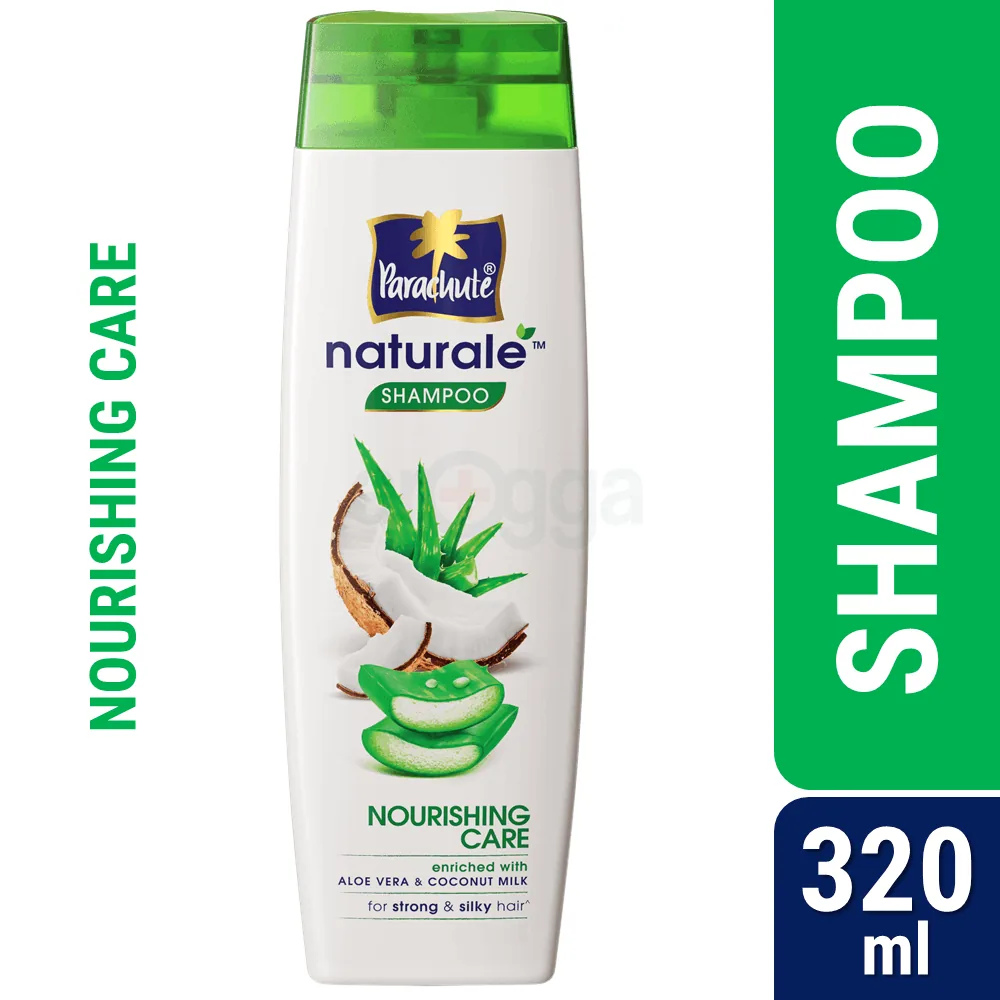 NOURISHING CARE
Parachute®
naturale™
SHAMPOO
NOURISHING
CARE
enriched with
ALOE VERA & COCONUT MILK
for strong & silky hair^
SHAMPOO
320
ml